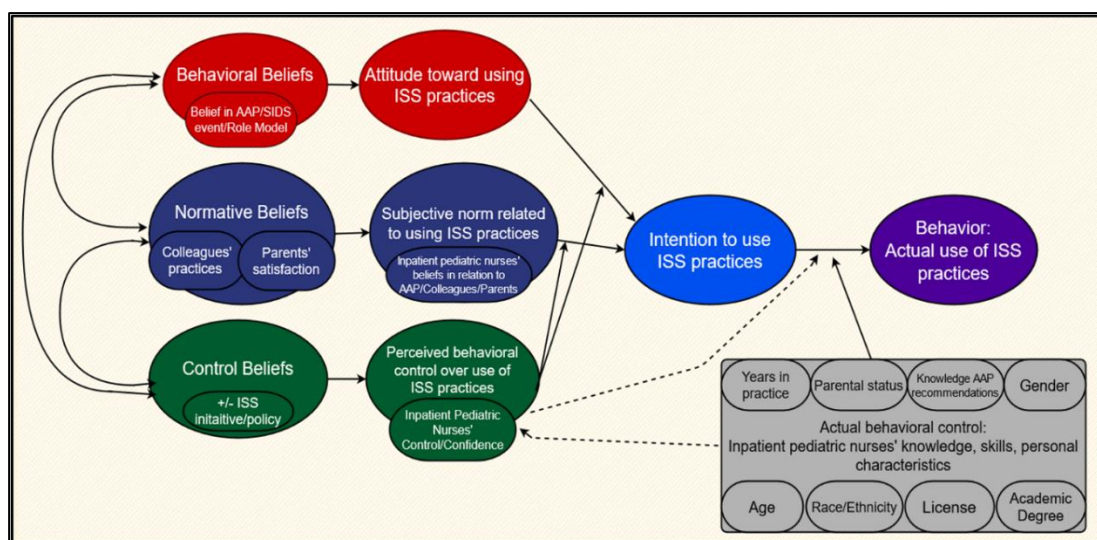 Behavioral Beliefs
Belief in AAP/SIDS
event/Role Model
Attitude toward using
ISS practices
Normative Beliefs
Colleagues'
practices
Parents'
satisfaction
Subjective norm related
to using ISS practices
Inpatient pediatric nurses'
beliefs in relation to
AAP/Colleagues/Parents
Intention to use
ISS practices
Behavior:
Actual use of ISS
practices
Control Beliefs
+/- ISS
initaitive/policy
Perceived behavioral
control over use of
ISS practices
Inpatient Pediatric
Nurses'
Control/Confidence
Years in
practice
Parental status
Knowledge AAP
recommendations
Gender
Actual behavioral control:
Inpatient pediatric nurses' knowledge, skills, personal
characteristics
Age
Race/Ethnicity
License
Academic
Degree